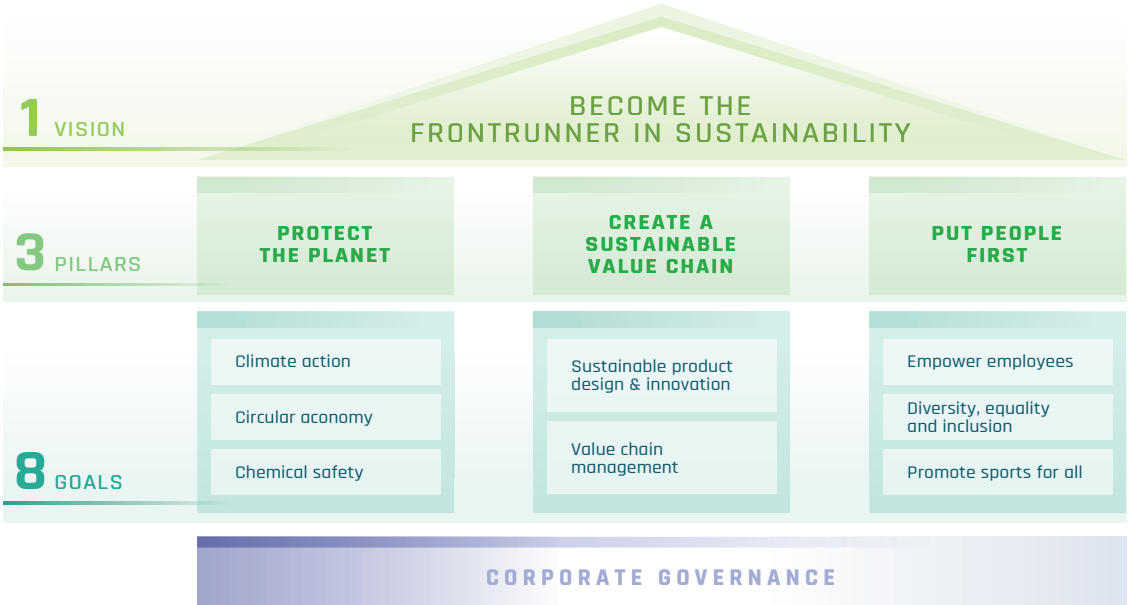 BECOME THE
FRONTRUNNER IN SUSTAINABILITY
1 VISION
3 PILLARS
PROTECT
THE PLANET
CREATE A
SUSTAINABLE
VALUE CHAIN
PUT PEOPLE
FIRST
8 GOALS
Climate action
Circular aconomy
Chemical safety
Sustainable product
design & innovation
Value chain
management
Empower employees
Diversity, equality
and inclusion
Promote sports for all
CORPORATE GOVERNANCE